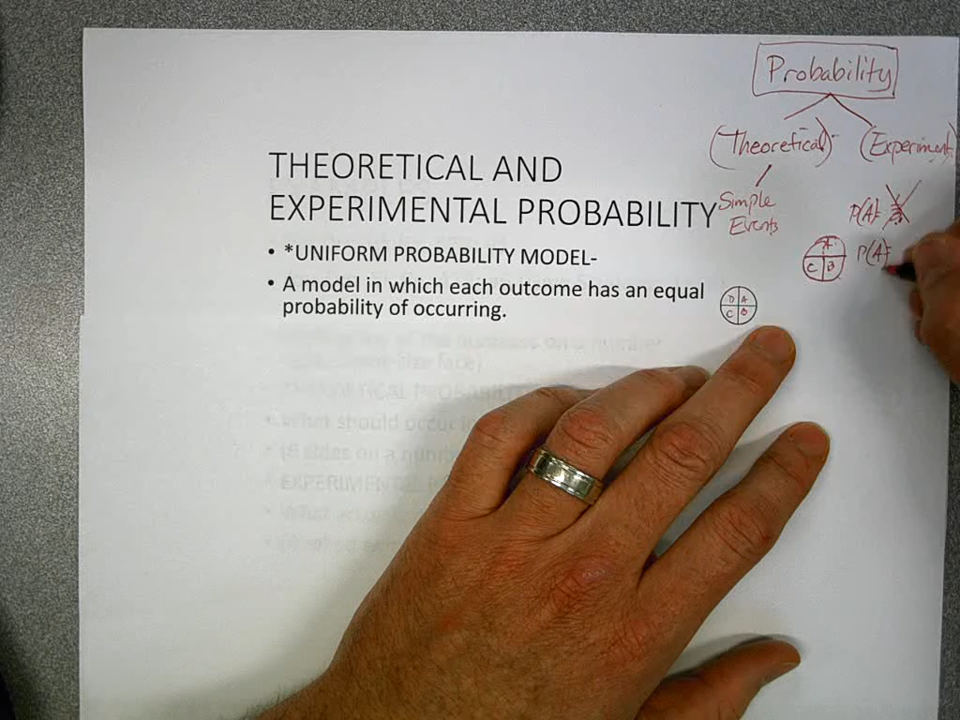 Probability
(Theoretical)
(Experiment
Simple
Events
P(A)=
A
C B
P(A)=
THEORETICAL AND
EXPERIMENTAL PROBABILITY
• *UNIFORM PROBABILITY MODEL-
• A model in which each outcome has an equal
probability of occurring.
D A
C B